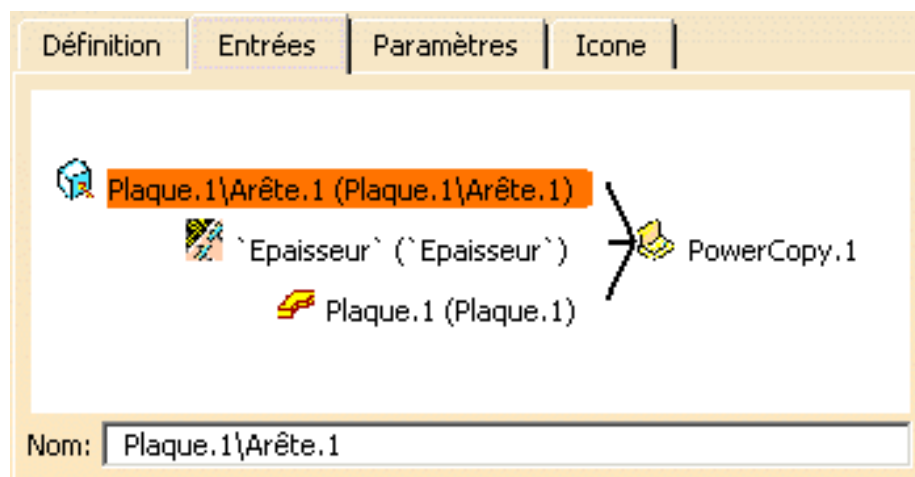 Définition Entrées Paramètres Icone
Plaque.1\Arête.1 (Plaque.1\Arête.1)
`Epaisseur` (`Epaisseur`) PowerCopy.1
Plaque.1 (Plaque.1)
Nom: Plaque.1\Arête.1